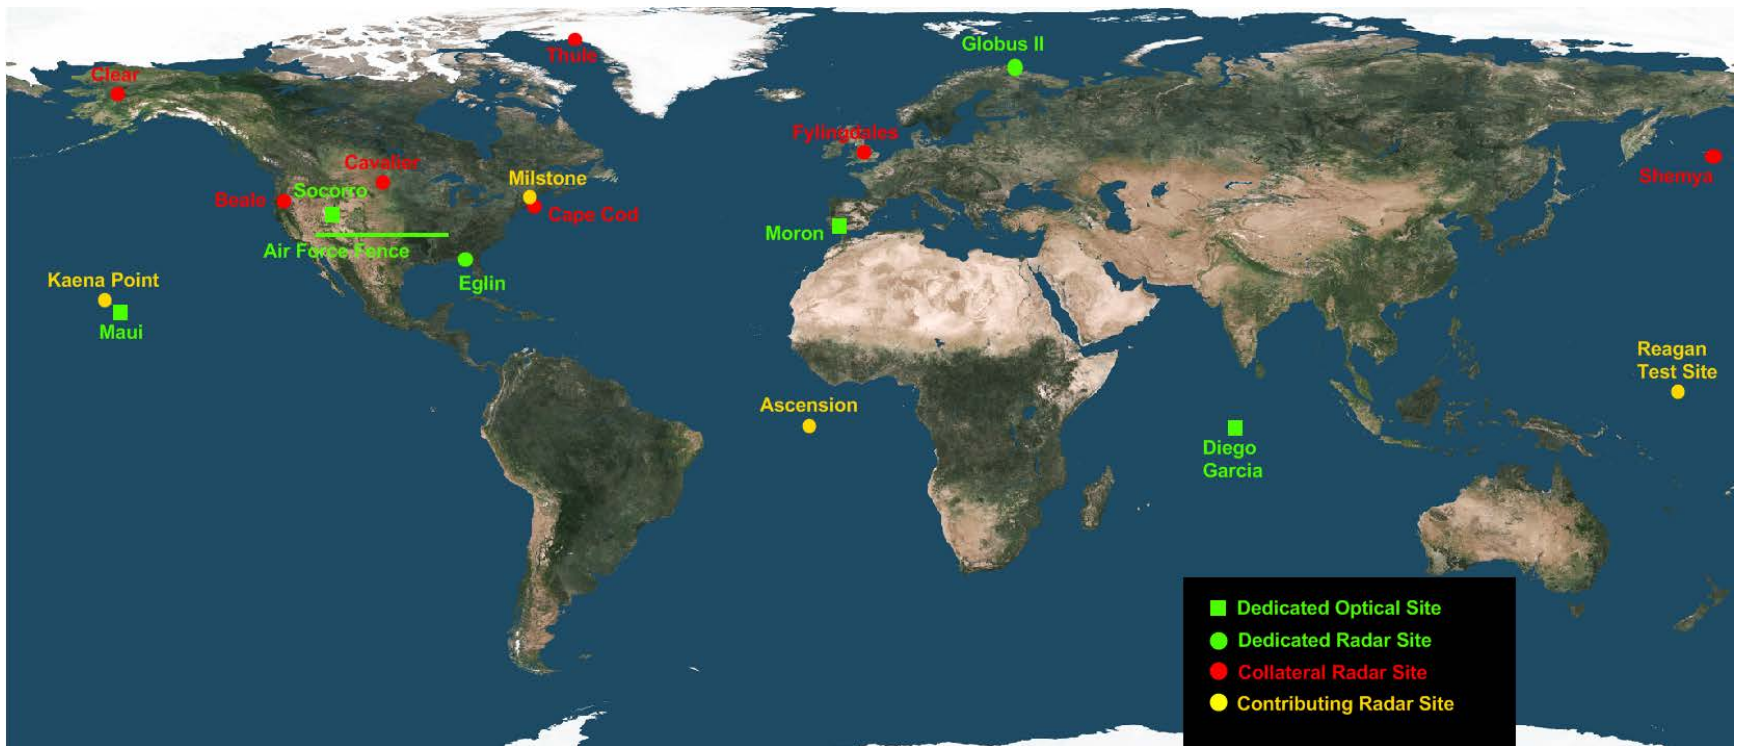 Globus II
Thule
Clear
Fylingdales
Cavalier
Milstone
Shemya
Socorro
Beale
Cape Cod
Moron
Air Force Fence
Kaena Point
Eglin
Maui
Reagan
Test Site
Ascension
Diego
Garcia
Dedicated Optical Site
Dedicated Radar Site
Collateral Radar Site
Contributing Radar Site